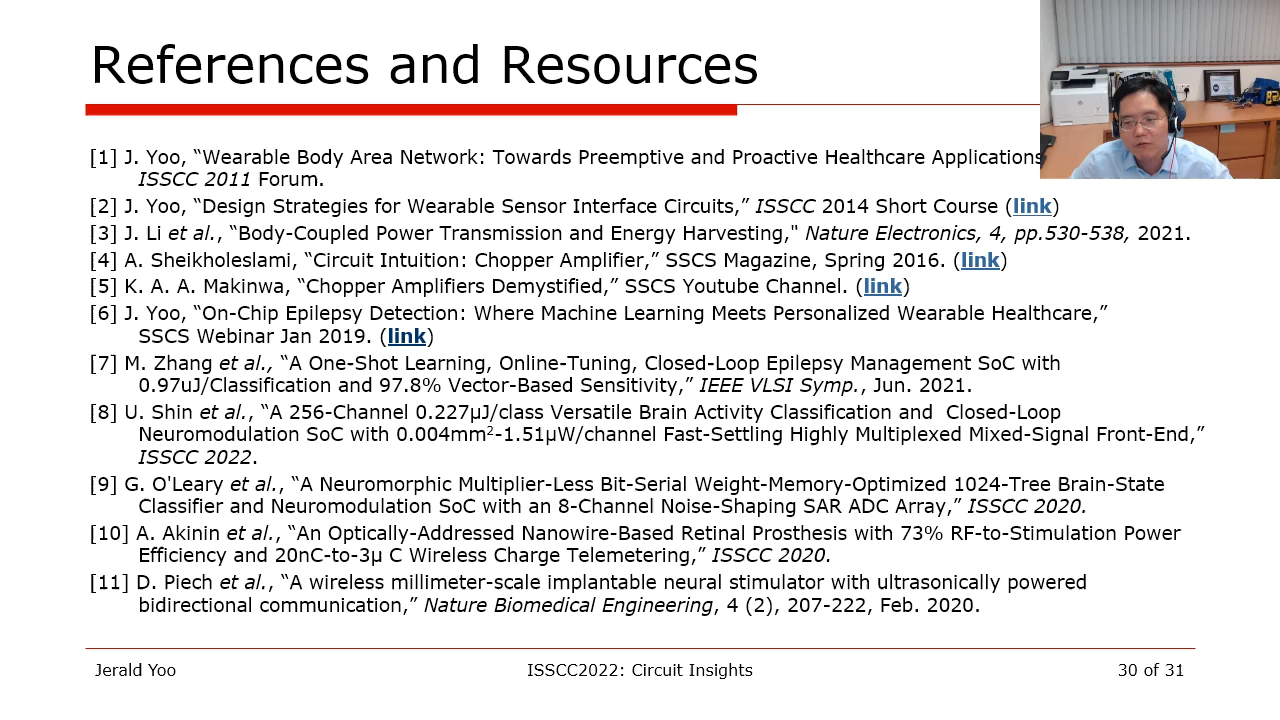 References and Resources
[1] J. Yoo, “Wearable Body Area Network: Towards Preemptive and Proactive Healthcare Applications
ISSCC 2011 Forum.
[2] J. Yoo, “Design Strategies for Wearable Sensor Interface Circuits,” ISSCC 2014 Short Course (link)
[3] J. Li et al., “Body-Coupled Power Transmission and Energy Harvesting," Nature Electronics, 4, pp.530-538, 2021.
[4] A. Sheikholeslami, “Circuit Intuition: Chopper Amplifier,” SSCS Magazine, Spring 2016. (link)
[5] K. A. A. Makinwa, “Chopper Amplifiers Demystified,” SSCS Youtube Channel. (link)
[6] J. Yoo, “On-Chip Epilepsy Detection: Where Machine Learning Meets Personalized Wearable Healthcare,”
SSCS Webinar Jan 2019. (link)
[7] M. Zhang et al., “A One-Shot Learning, Online-Tuning, Closed-Loop Epilepsy Management SoC with
0.97uJ/Classification and 97.8% Vector-Based Sensitivity,” IEEE VLSI Symp., Jun. 2021.
[8] U. Shin et al., “A 256-Channel 0.227µJ/class Versatile Brain Activity Classification and Closed-Loop
Neuromodulation SoC with 0.004mm²-1.51µW/channel Fast-Settling Highly Multiplexed Mixed-Signal Front-End,”
ISSCC 2022.
[9] G. O'Leary et al., “A Neuromorphic Multiplier-Less Bit-Serial Weight-Memory-Optimized 1024-Tree Brain-State
Classifier and Neuromodulation SoC with an 8-Channel Noise-Shaping SAR ADC Array,” ISSCC 2020.
[10] A. Akinin et al., “An Optically-Addressed Nanowire-Based Retinal Prosthesis with 73% RF-to-Stimulation Power
Efficiency and 20nC-to-3µ C Wireless Charge Telemetering,” ISSCC 2020.
[11] D. Piech et al., “A wireless millimeter-scale implantable neural stimulator with ultrasonically powered
bidirectional communication,” Nature Biomedical Engineering, 4 (2), 207-222, Feb. 2020.
Jerald Yoo
ISSCC2022: Circuit Insights
30 of 31